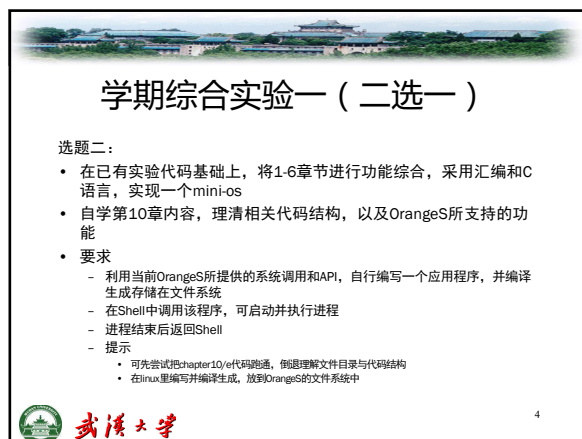 学期综合实验一（二选一）
选题二：
• 在已有实验代码基础上，将1-6章节进行功能综合，采用汇编和C
语言，实现一个mini-os
• 自学第10章内容，理清相关代码结构，以及OrangeS所支持的功
能
• 要求
– 利用当前OrangeS所提供的系统调用和API，自行编写一个应用程序，并编译
生成存储在文件系统
– 在Shell中调用该程序，可启动并执行进程
– 进程结束后返回Shell
– 提示
• 可先尝试把chapter10/e代码跑通，倒退理解文件目录与代码结构
• 在linux里编写并编译生成，放到OrangeS的文件系统中
武汉大学
4